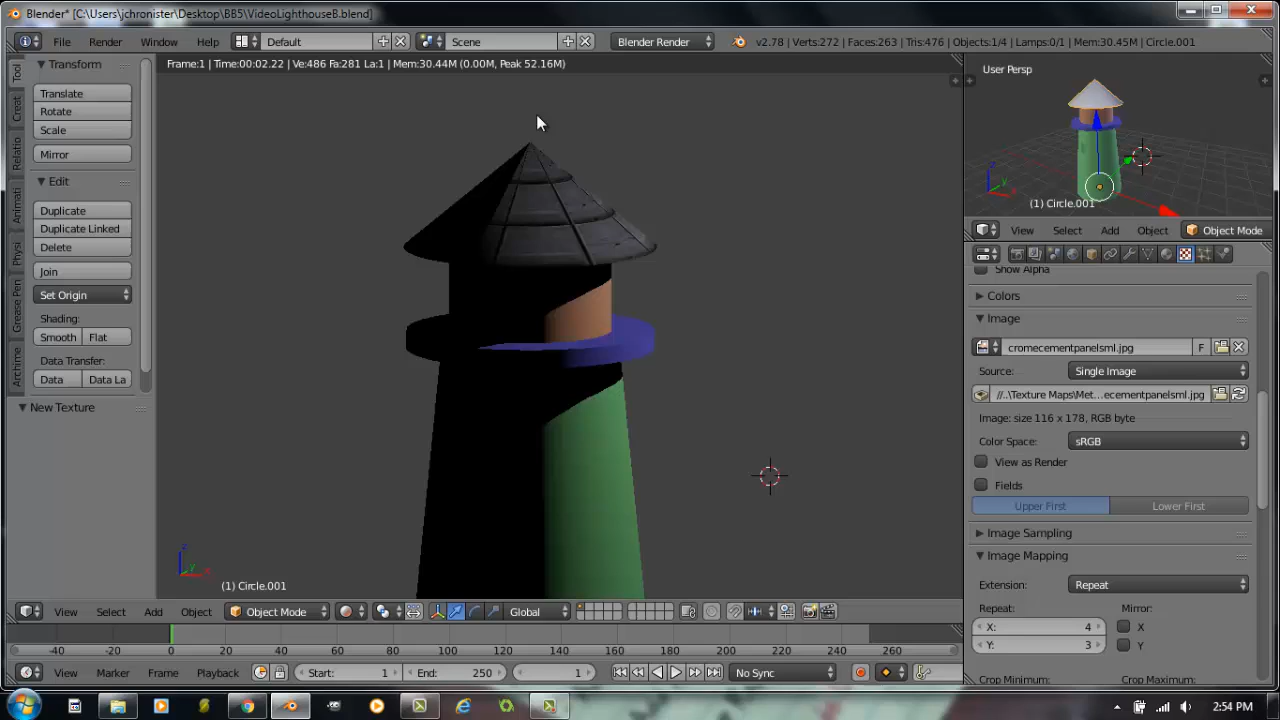 Blender* [C:\Users\jchronister\Desktop\BB5\VideoLighthouseB.blend]
File Render Window Help Default Scene Blender Render v2.78 | Verts:272 | Faces:263 | Tris:476 | Objects:1/4 | Lamps:0/1 | Mem:30.45M | Circle.001
Frame:1 | Time:00:02.22 | Ve:486 Fa:281 La:1 | Mem:30.44M (0.00M, Peak 52.16M)
Tool
Creat
Relatio
Animati
Physi
Grease Pen
Archime
Transform
Translate
Rotate
Scale
Mirror
Edit
Duplicate
Duplicate Linked
Delete
Join
Set Origin
Shading:
Smooth Flat
Data Transfer:
Data Data La
New Texture
z
y
x
(1) Circle.001
View Select Add Object Object Mode Global
-40 -20 0 20 40 60 80 100 120 140 160 180 200 220 240 260
View Marker Frame Playback Start: 1 End: 250 1 No Sync
User Persp
z
y
x
(1) Circle.001
View Select Add Object Object Mode
Show Alpha
Colors
Image
cromecementpanelsml.jpg F
Source: Single Image
//..\Texture Maps\Met...ecementpanelsml.jpg
Image: size 116 x 178, RGB byte
Color Space: sRGB
View as Render
Fields
Upper First Lower First
Image Sampling
Image Mapping
Extension: Repeat
Repeat: Mirror:
X: 4 X
Y: 3 Y
Crop Minimum: Crop Maximum:
2:54 PM